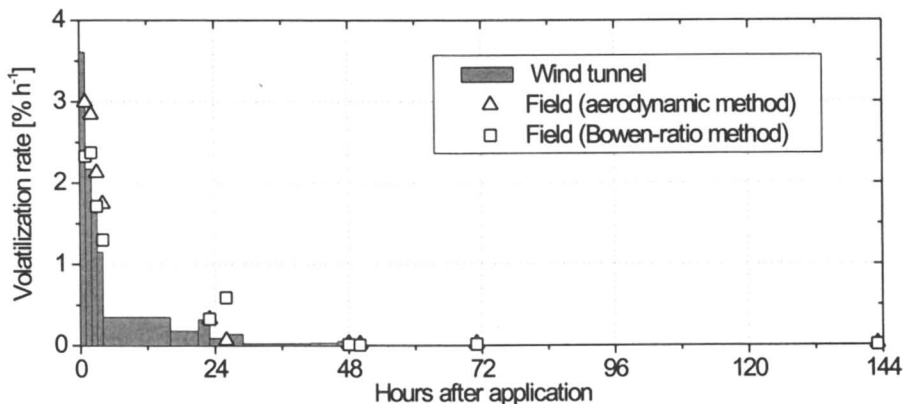 4
3
2
1
0
Volatilization rate [% h-1]
Wind tunnel
Field (aerodynamic method)
Field (Bowen-ratio method)
0 24 48 72 96 120 144
Hours after application